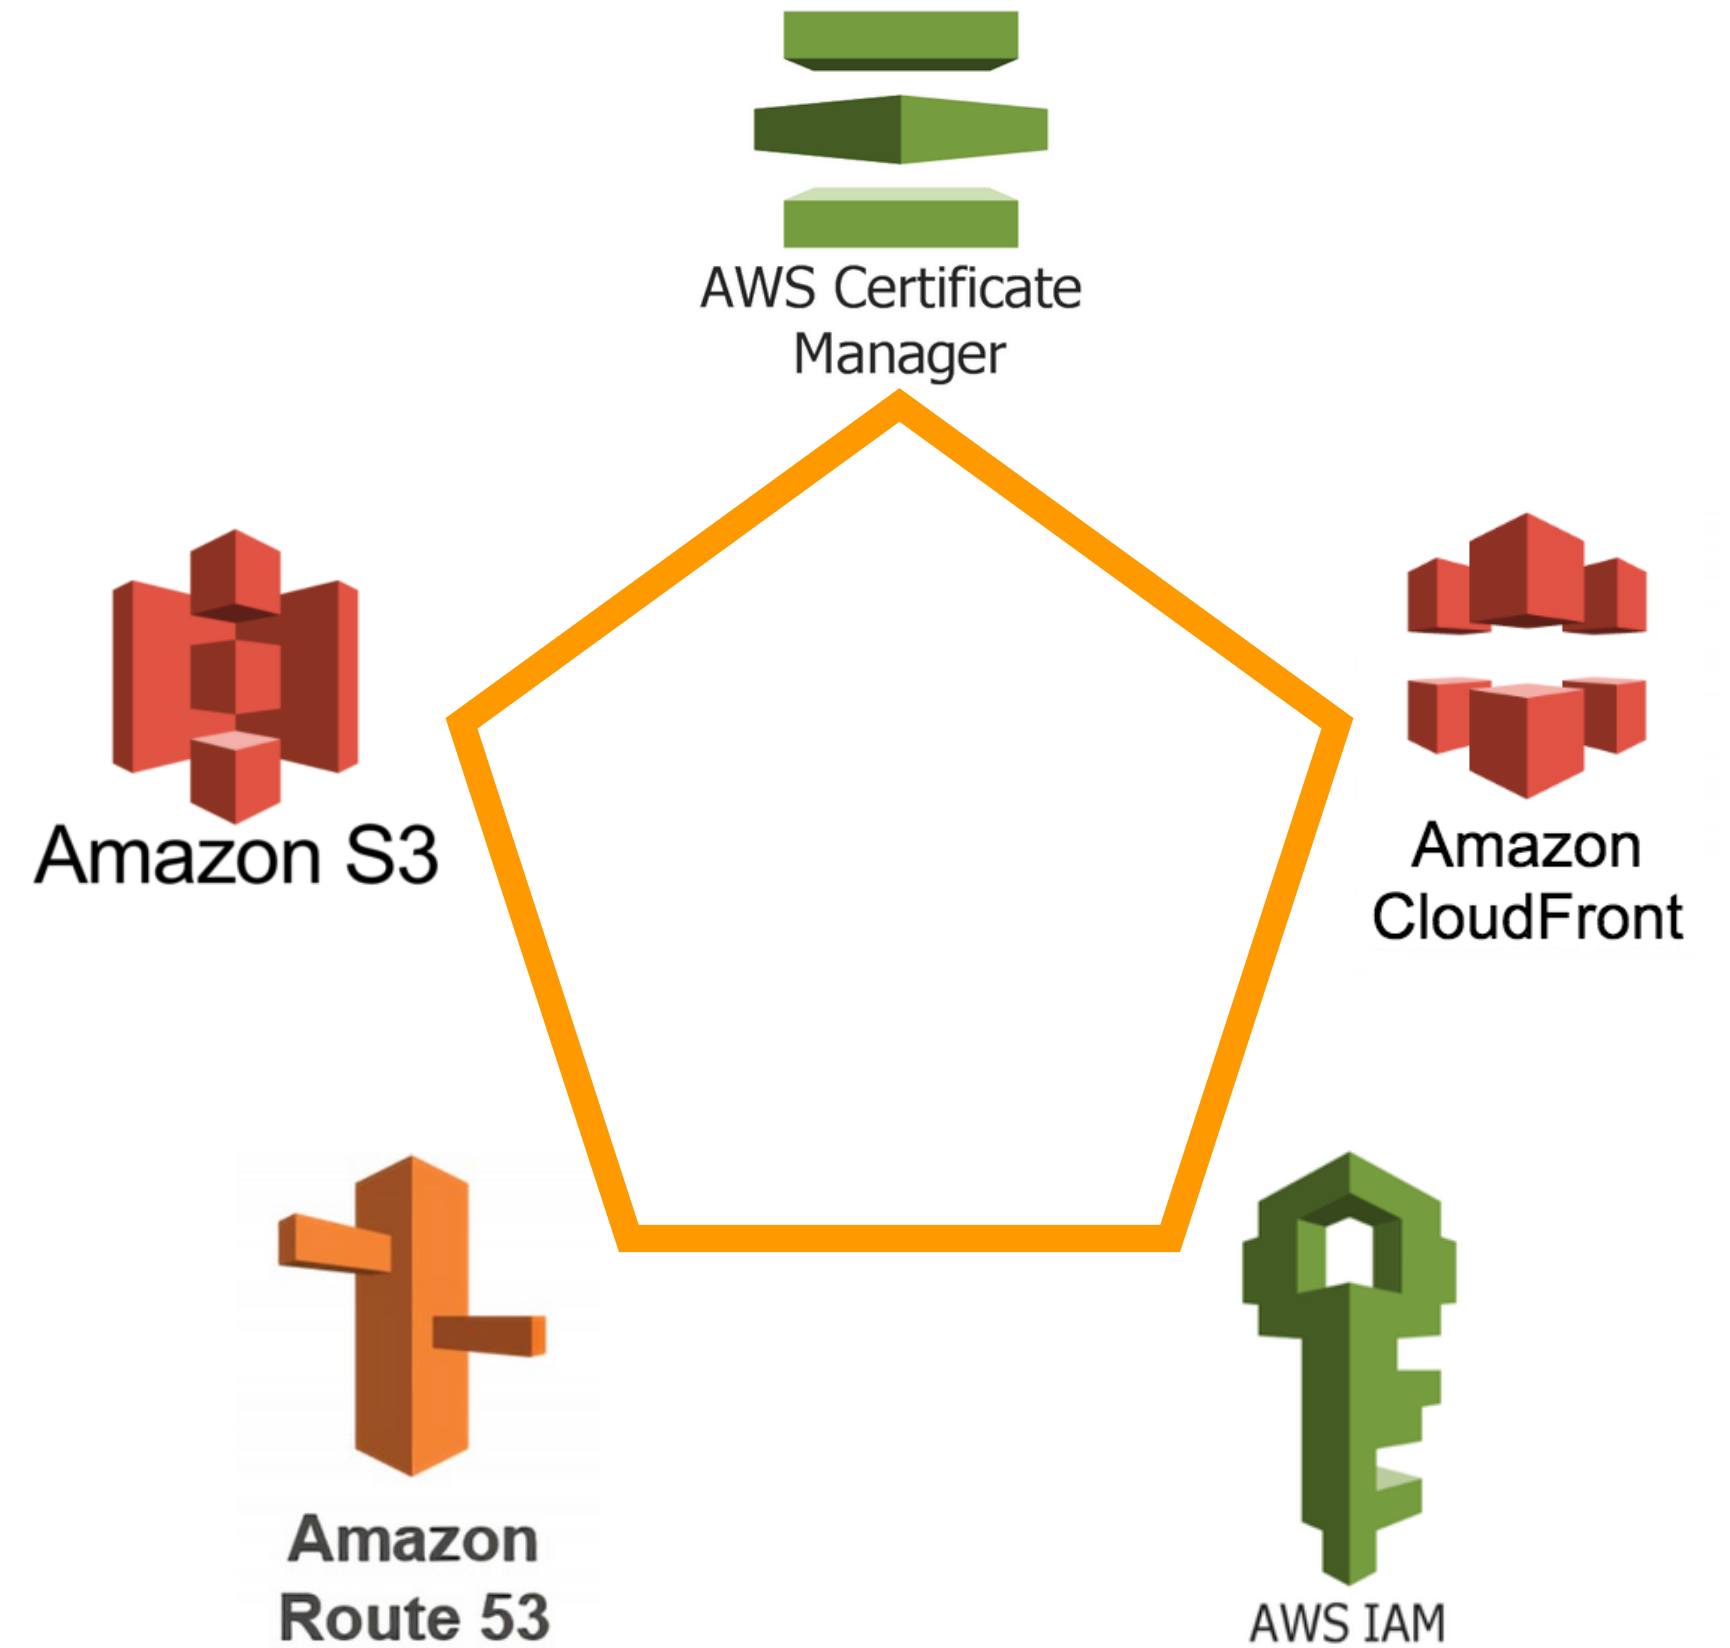 AWS Certificate
Manager
Amazon S3
Amazon
CloudFront
Amazon
Route 53
AWS IAM